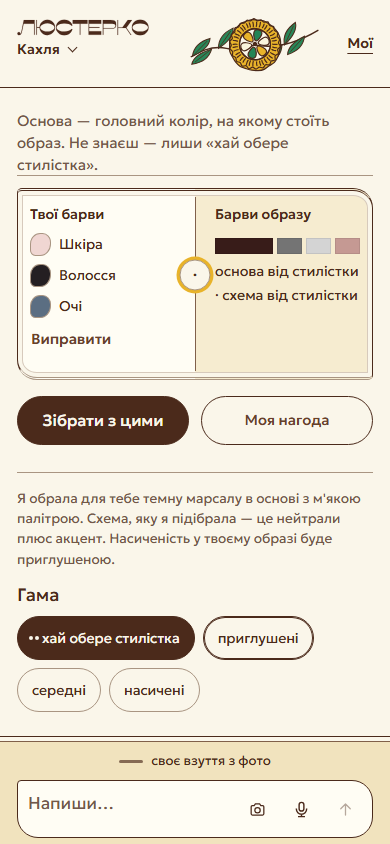 ЛЮСТЕРКО
Кахля
Мої
Основа — головний колір, на якому стоїть
образ. Не знаєш — лиши «хай обере
стилістка».
Твої барви
Шкіра
Волосся
Очі
Виправити
Барви образу
основа від стилістки
· схема від стилістки
Зібрати з цими
Моя нагода
Я обрала для тебе темну марсалу в основі з м'якою
палітрою. Схема, яку я підібрала — це нейтрали
плюс акцент. Насиченість у твоєму образі буде
приглушеною.
Гама
•• хай обере стилістка
приглушені
середні
насичені
своє взуття з фото
Напиши...